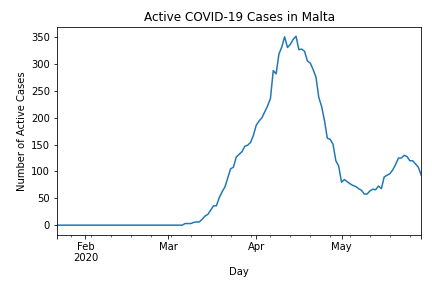 Active COVID-19 Cases in Malta
350
300
250
200
150
100
50
0
Number of Active Cases
Feb
2020
Mar
Apr
May
Day